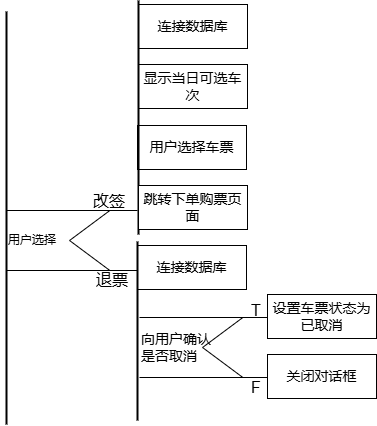 连接数据库
显示当日可选车
次
用户选择车票
改签
跳转下单购票页
面
用户选择
退票
连接数据库
T
设置车票状态为
已取消
向用户确认
是否取消
关闭对话框
F